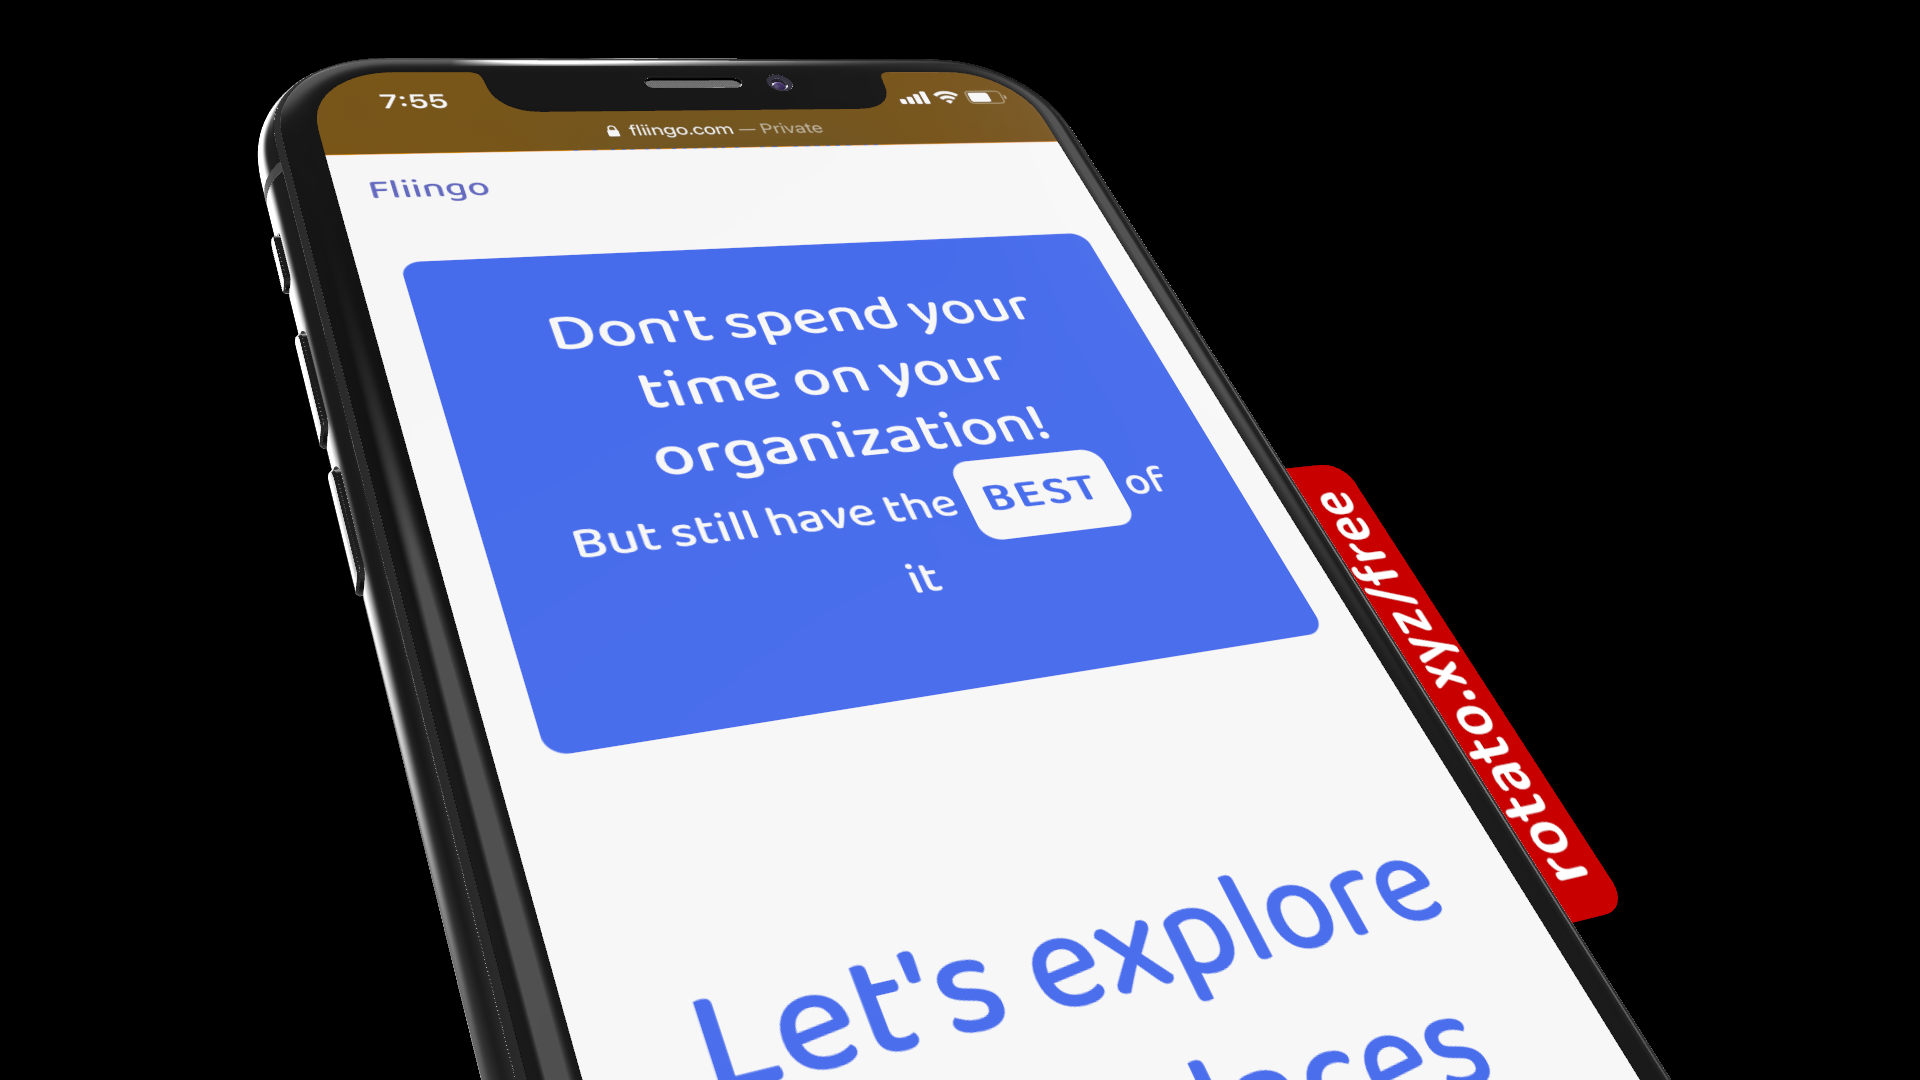 7:55
fliingo.com — Private
Fliingo
Don't spend your
time on your
organization!
But still have the BEST of
it
rotato.xyz/free
Let's explore